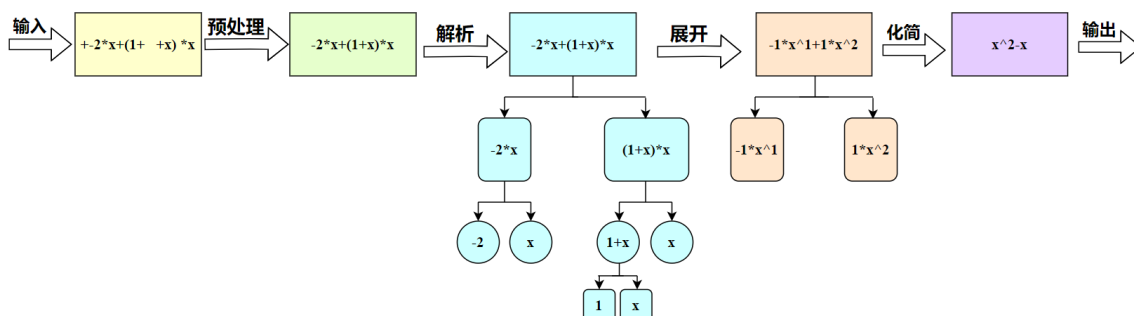 输入
+-2*x+(1+   +x) *x
预处理
-2*x+(1+x)*x
解析
-2*x+(1+x)*x
展开
-1*x^1+1*x^2
化简
x^2-x
输出
-2*x
(1+x)*x
-1*x^1
1*x^2
-2
x
1+x
x
1
x